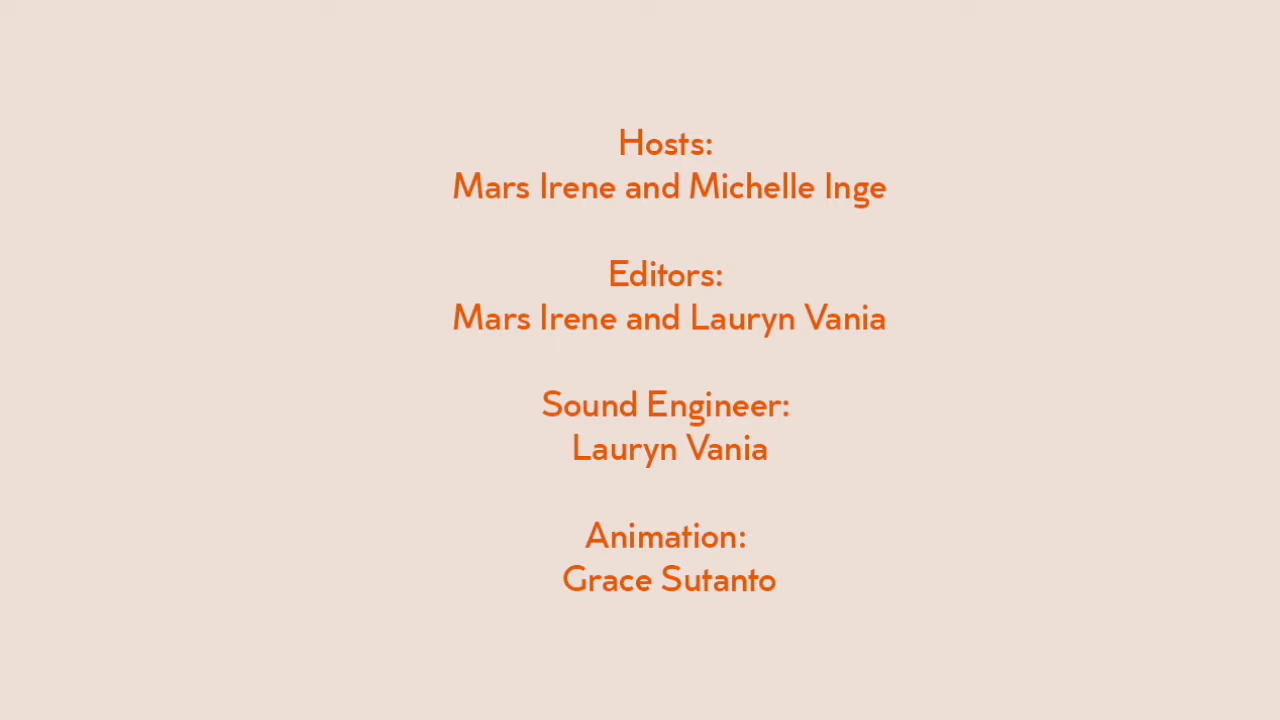 Hosts:
Mars Irene and Michelle Inge
Editors:
Mars Irene and Lauryn Vania
Sound Engineer:
Lauryn Vania
Animation:
Grace Sutanto